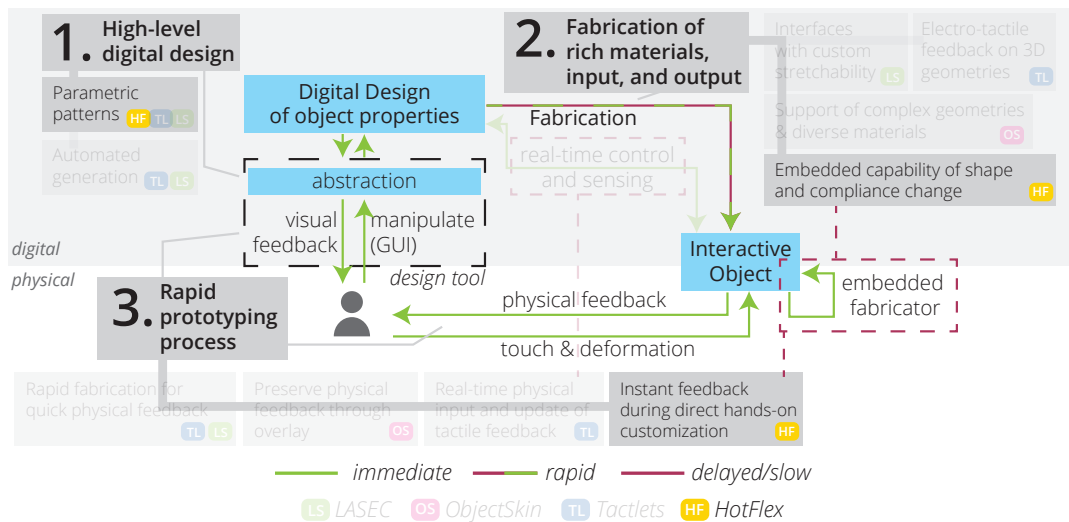 1. High-level
digital design
Parametric
patterns HF TL LS
Automated
generation TL LS
Digital Design
of object properties
abstraction
visual
feedback
manipulate
(GUI)
design tool
digital
physical
2. Fabrication of
rich materials,
input, and output
Fabrication
real-time control
and sensing
Interfaces
with custom
stretchability LS
Electro-tactile
feedback on 3D
geometries TL
Support of complex geometries
& diverse materials OS
Embedded capability of shape
and compliance change HF
Interactive
Object
embedded
fabricator
physical feedback
touch & deformation
3. Rapid
prototyping
process
Rapid fabrication for
quick physical feedback
TL LS
Preserve physical
feedback through
overlay OS
Real-time physical
input and update of
tactile feedback TL
Instant feedback
during direct hands-on
customization HF
immediate rapid delayed/slow
LS LASEC OS ObjectSkin TL Tactlets HF HotFlex